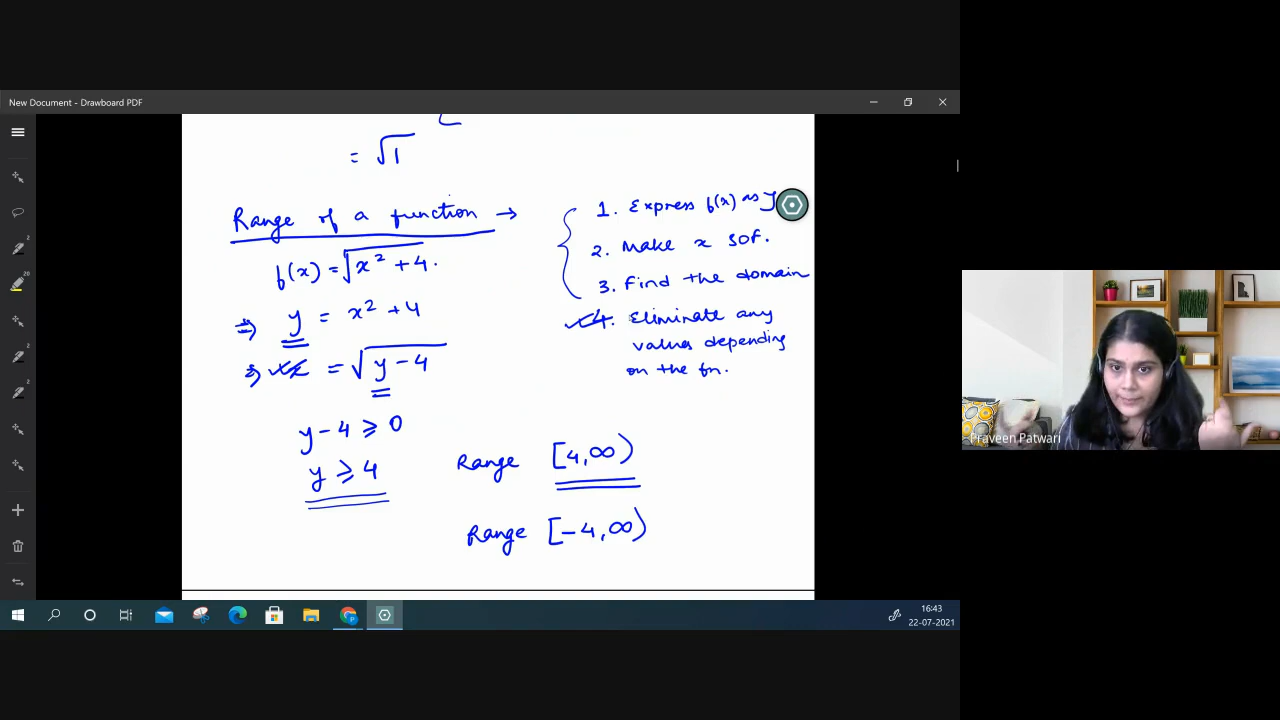 New Document - Drawboard PDF
= √1
Range of a function →
f(x) = √x² + 4.
⇒ y = x² + 4
⇒ x = √y - 4
y - 4 ≥ 0
y ≥ 4
1. Express f(x) as y
2. Make x SOF.
3. Find the domain
4. Eliminate any
values depending
on the fn.
Range [4, ∞)
Range [-4, ∞)
Praveen Patwari
16:43
22-07-2021